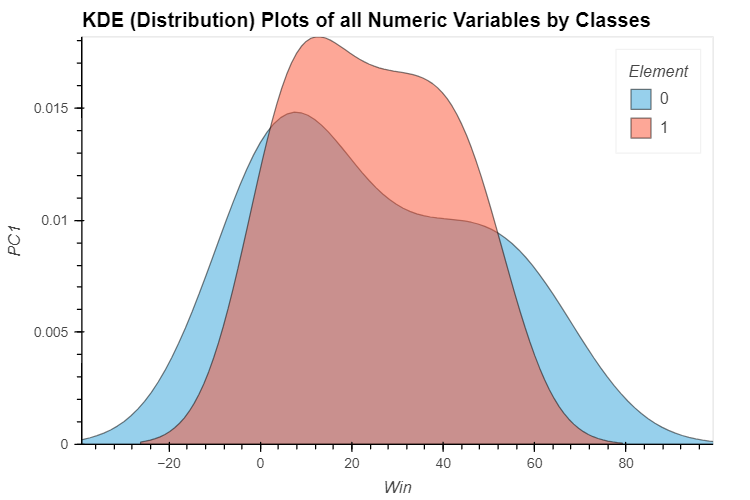 KDE (Distribution) Plots of all Numeric Variables by Classes
Element
0
1
PC1
0.015
0.01
0.005
0
−20 0 20 40 60 80
Win